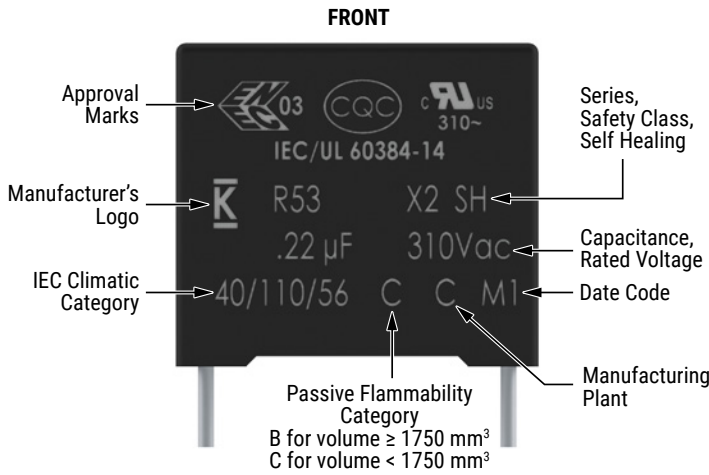 FRONT
Approval
Marks
03 CQC c RU US
310~
IEC/UL 60384-14
Series,
Safety Class,
Self Healing
Manufacturer's
Logo
K R53 X2 SH
.22 µF 310Vac
Capacitance,
Rated Voltage
IEC Climatic
Category
40/110/56 C C M1
Date Code
Passive Flammability
Category
B for volume ≥ 1750 mm³
C for volume < 1750 mm³
Manufacturing
Plant